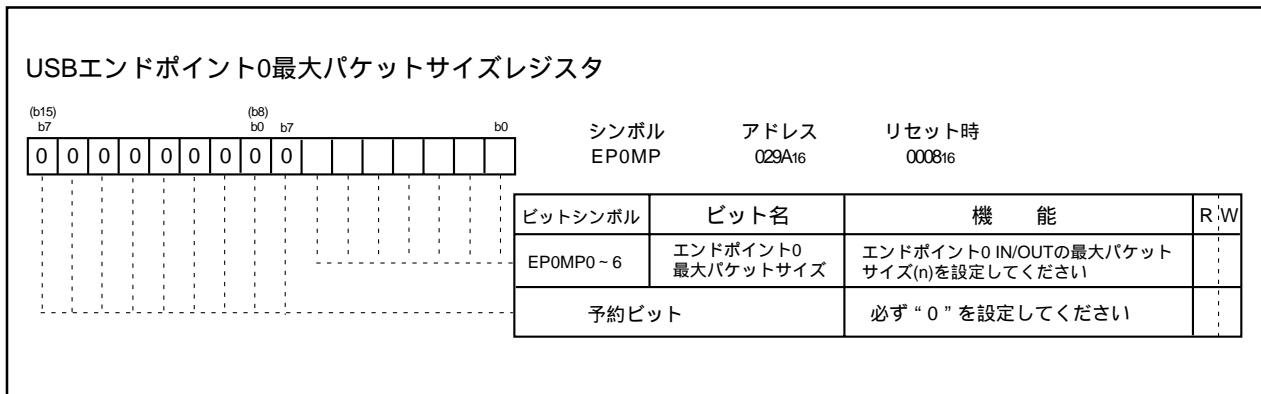 USBエンドポイント0最大パケットサイズレジスタ
(b15) (b8)
b7 b0 b7 b0
シンボル アドレス リセット時
EP0MP 029A16 000816
0 0 0 0 0 0 0 0 0
ビットシンボル ビット名 機 能 R W
EP0MP0~6 エンドポイント0 エンドポイント0 IN/OUTの最大パケット
最大パケットサイズ サイズ(n)を設定してください
予約ビット 必ず“0”を設定してください